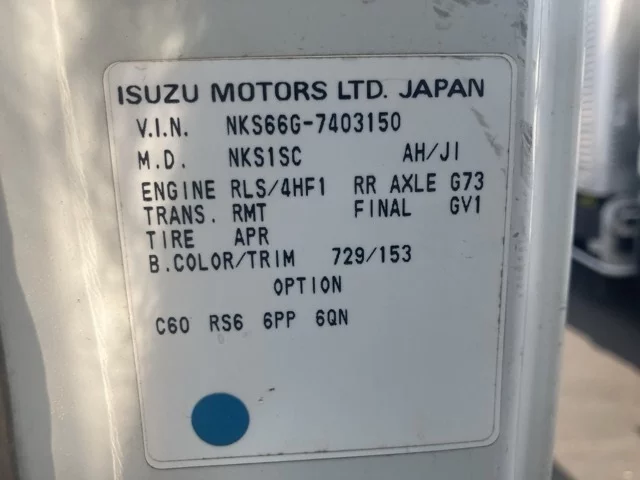 ISUZU MOTORS LTD. JAPAN
V.I.N. NKS66G-7403150
M.D. NKS1SC AH/JI
ENGINE RLS/4HF1 RR AXLE G73
TRANS. RMT FINAL GV1
TIRE APR
B.COLOR/TRIM 729/153
OPTION
C60 RS6 6PP 6QN